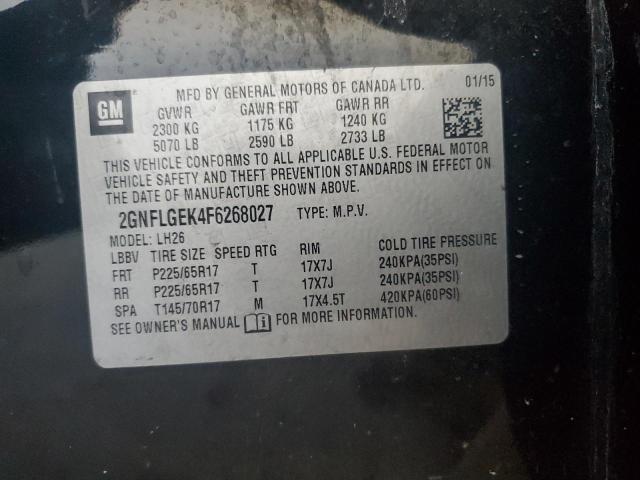 GM
MFD BY GENERAL MOTORS OF CANADA LTD. 01/15
GVWR GAWR FRT GAWR RR
2300 KG 1175 KG 1240 KG
5070 LB 2590 LB 2733 LB
THIS VEHICLE CONFORMS TO ALL APPLICABLE U.S. FEDERAL MOTOR
VEHICLE SAFETY AND THEFT PREVENTION STANDARDS IN EFFECT ON
THE DATE OF MANUFACTURE SHOWN ABOVE.
2GNFLGEK4F6268027 TYPE: M.P.V.
MODEL: LH26
LBBV TIRE SIZE SPEED RTG RIM COLD TIRE PRESSURE
FRT P225/65R17 T 17X7J 240KPA(35PSI)
RR P225/65R17 T 17X7J 240KPA(35PSI)
SPA T145/70R17 M 17X4.5T 420KPA(60PSI)
SEE OWNER'S MANUAL FOR MORE INFORMATION.